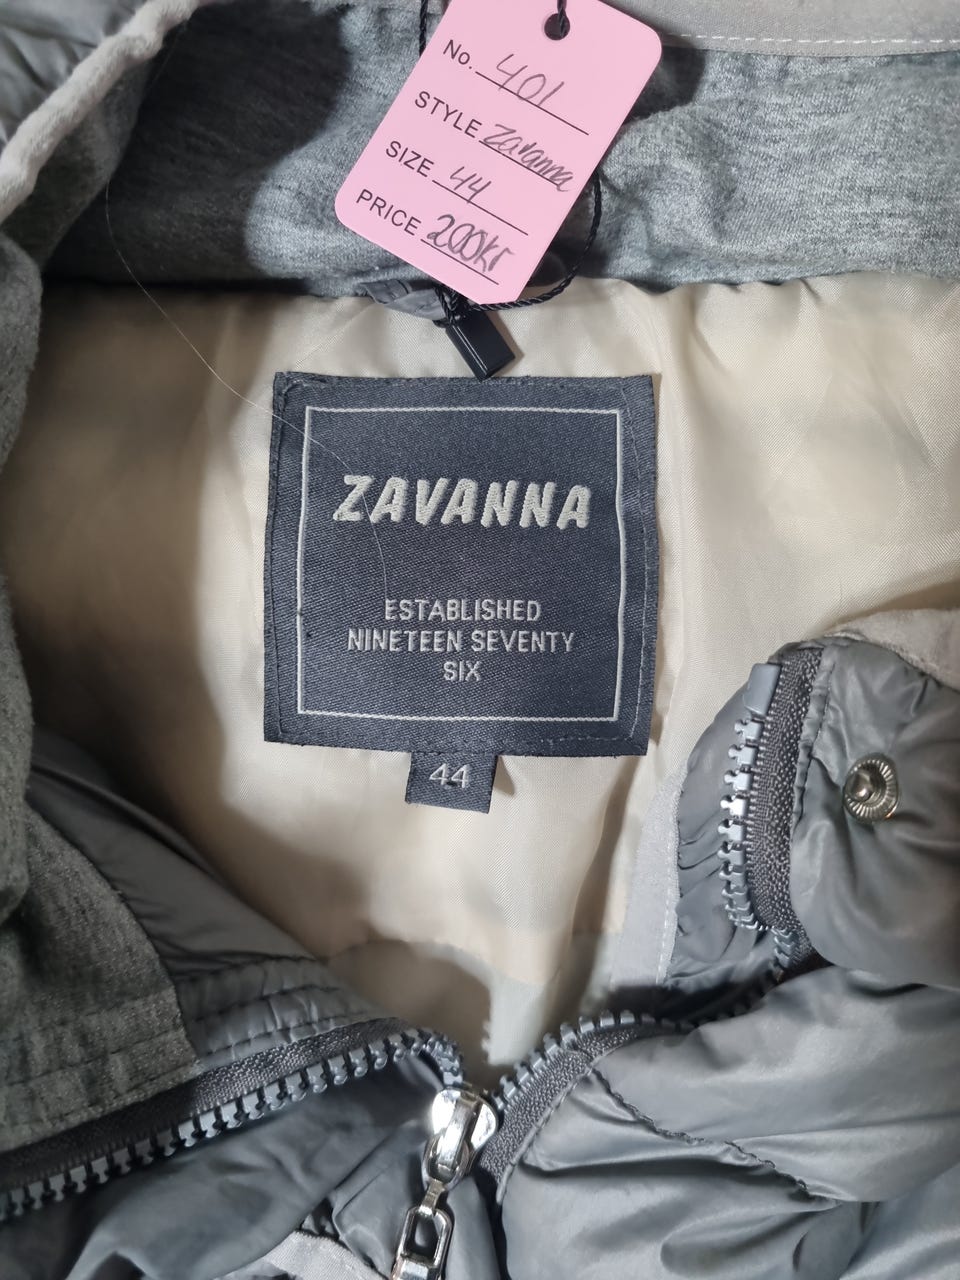 No. 401
STYLE Zavanna
SIZE 44
PRICE 200kr
ZAVANNA
ESTABLISHED
NINETEEN SEVENTY
SIX
44